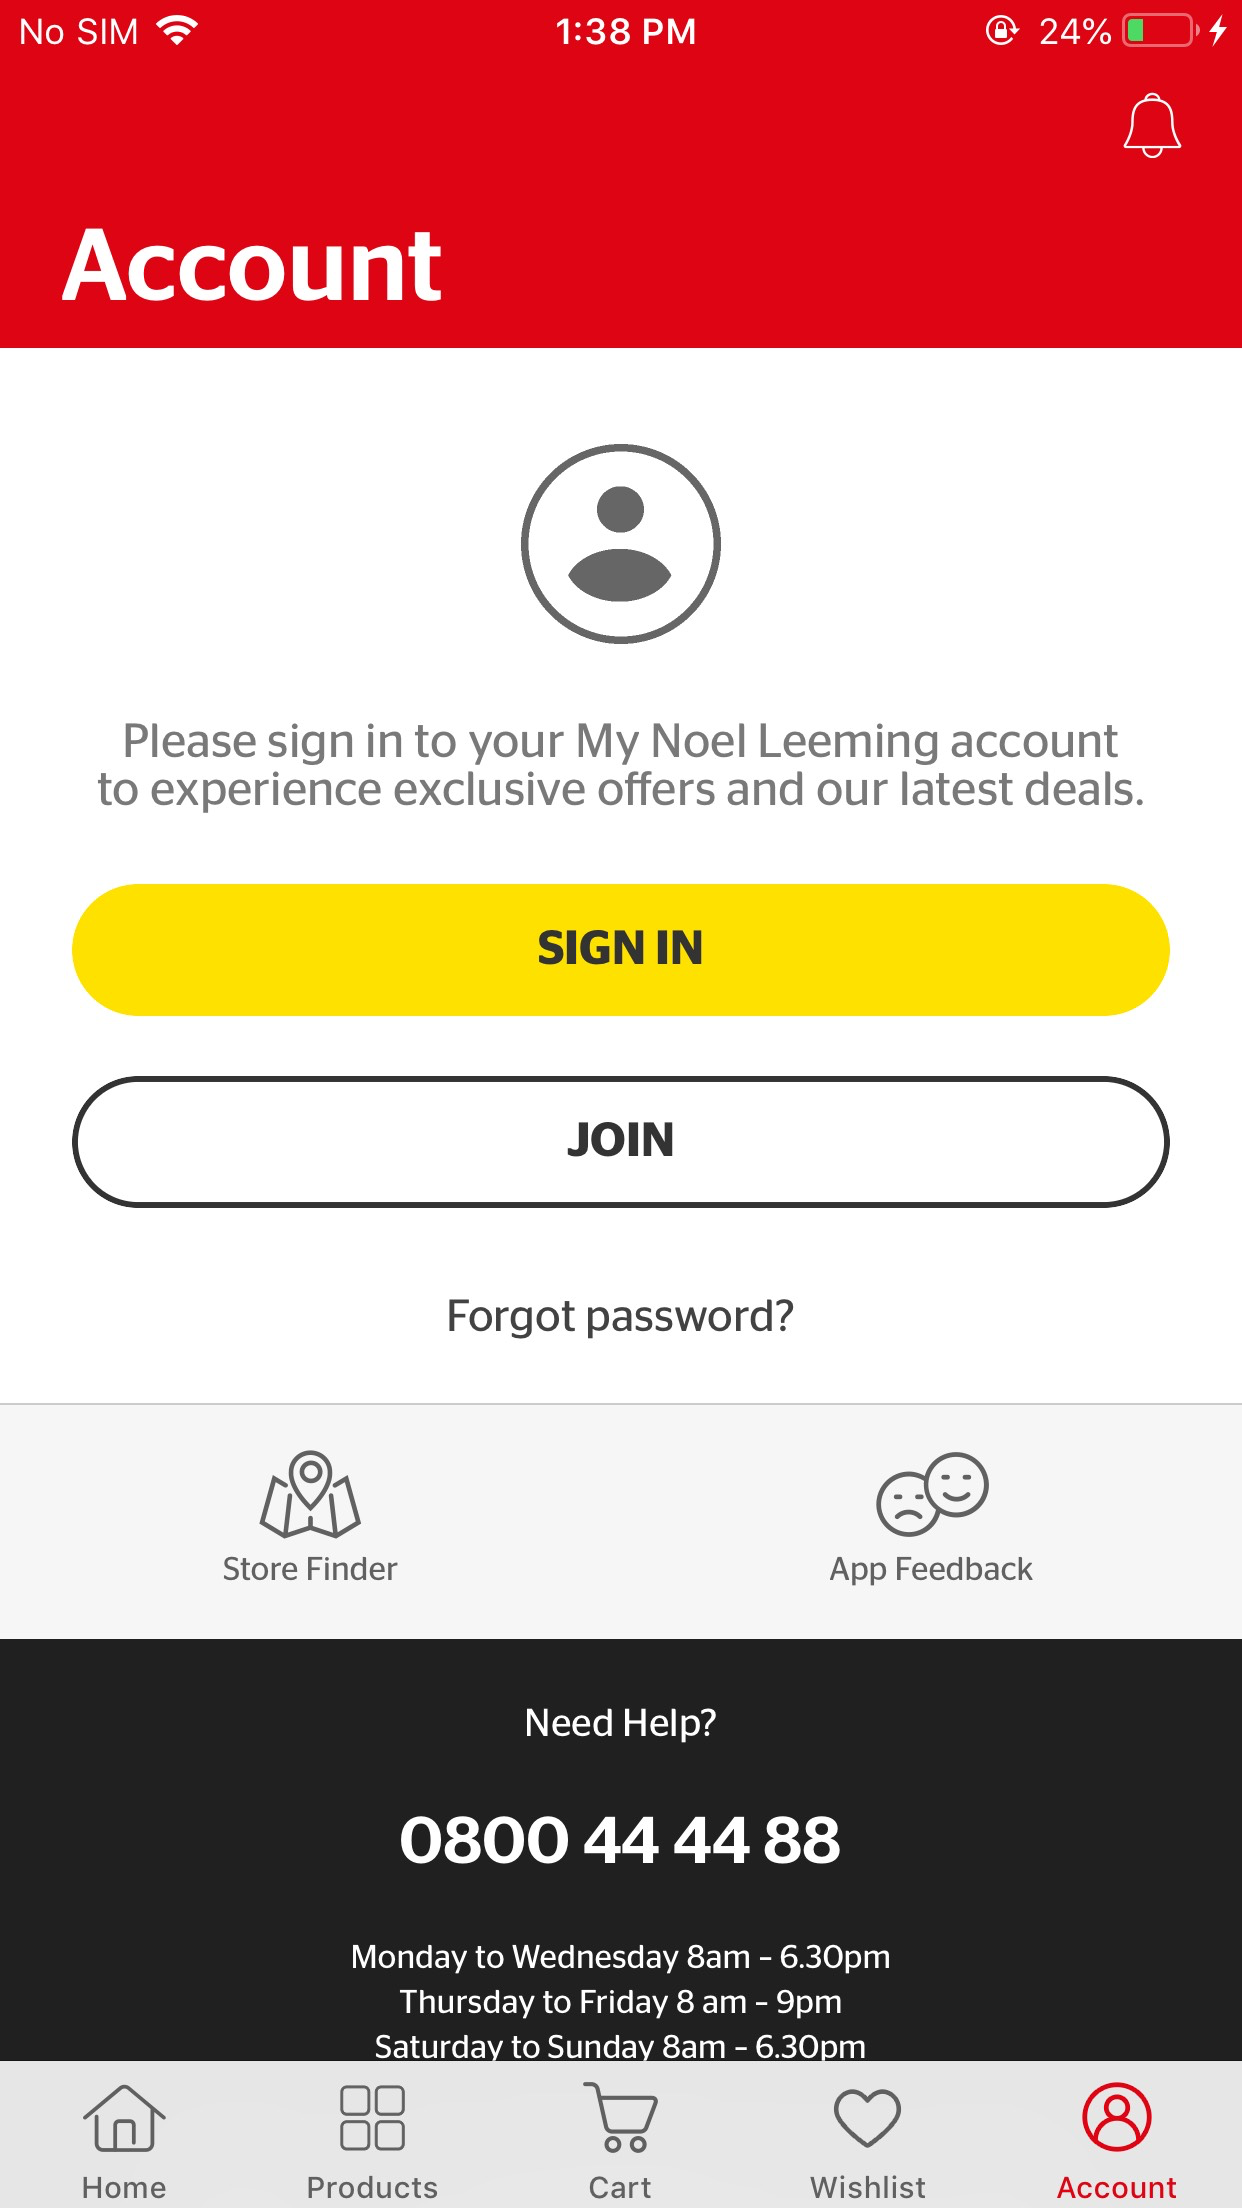 No SIM 1:38 PM 24%
Account
Please sign in to your My Noel Leeming account
to experience exclusive offers and our latest deals.
SIGN IN
JOIN
Forgot password?
Store Finder App Feedback
Need Help?
0800 44 44 88
Monday to Wednesday 8am – 6.30pm
Thursday to Friday 8 am – 9pm
Saturday to Sunday 8am – 6.30pm
Home Products Cart Wishlist Account